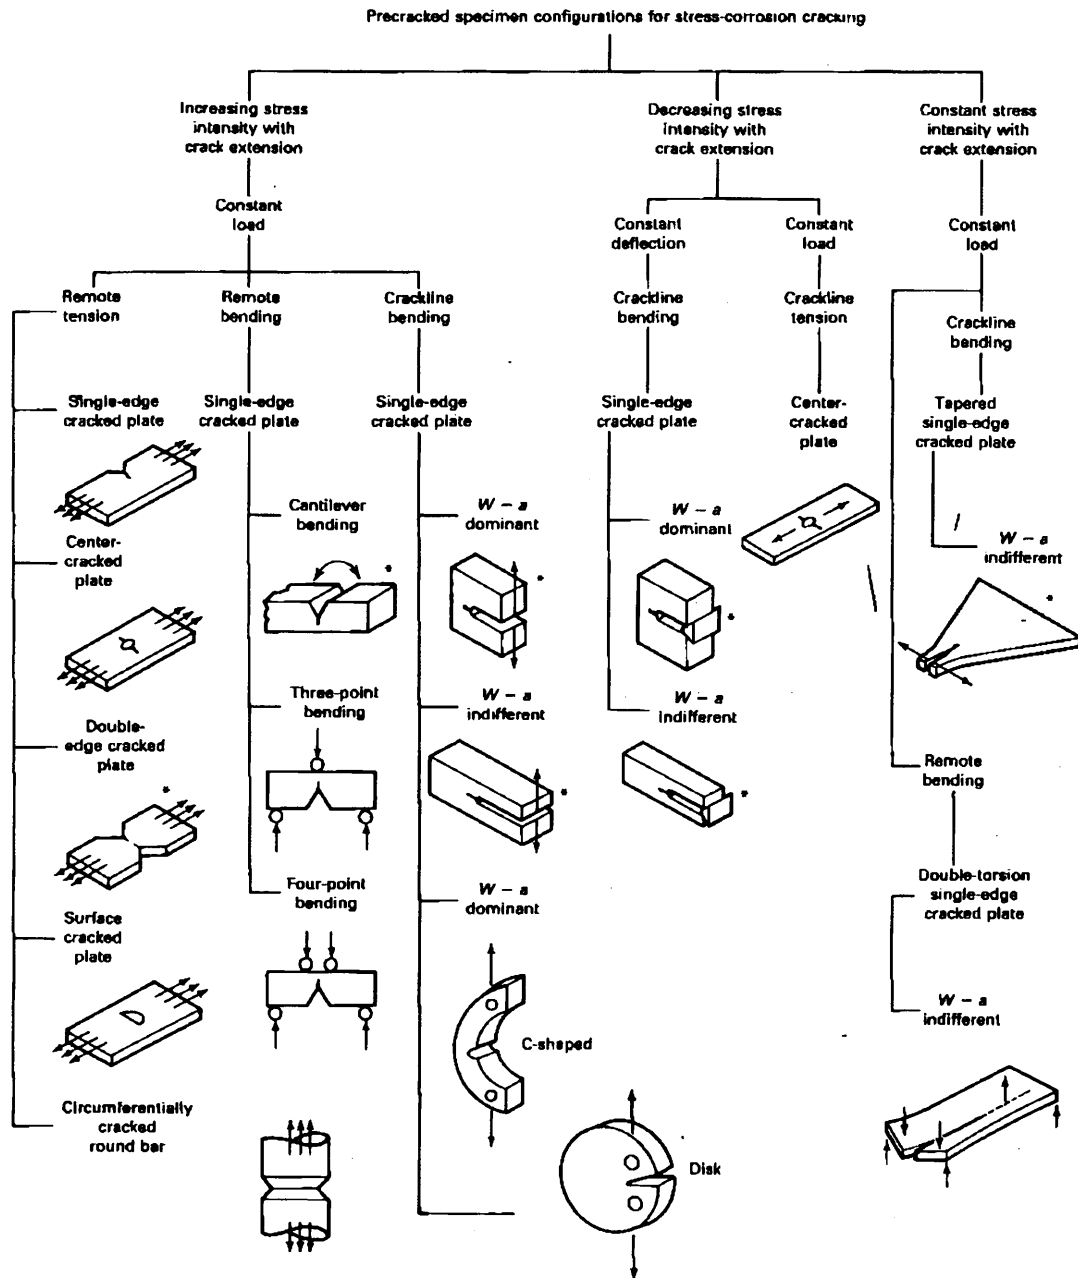 Precracked specimen configurations for stress-corrosion cracking
Increasing stress
intensity with
crack extension
Decreasing stress
intensity with
crack extension
Constant stress
intensity with
crack extension
Constant
load
Constant
deflection
Constant
load
Constant
load
Remote
tension
Remote
bending
Crackline
bending
Crackline
bending
Crackline
tension
Crackline
bending
Single-edge
cracked plate
Single-edge
cracked plate
Single-edge
cracked plate
Single-edge
cracked plate
Center-
cracked
plate
Tapered
single-edge
cracked plate
Cantilever
bending
W – a
dominant
W – a
dominant
W – a
indifferent
Center-
cracked
plate
*
*
*
*
Three-point
bending
W – a
indifferent
W – a
indifferent
Double-
edge cracked
plate
Remote
bending
*
*
*
Four-point
bending
W – a
dominant
Double-torsion
single-edge
cracked plate
Surface
cracked
plate
W – a
indifferent
C-shaped
Circumferentially
cracked
round bar
Disk